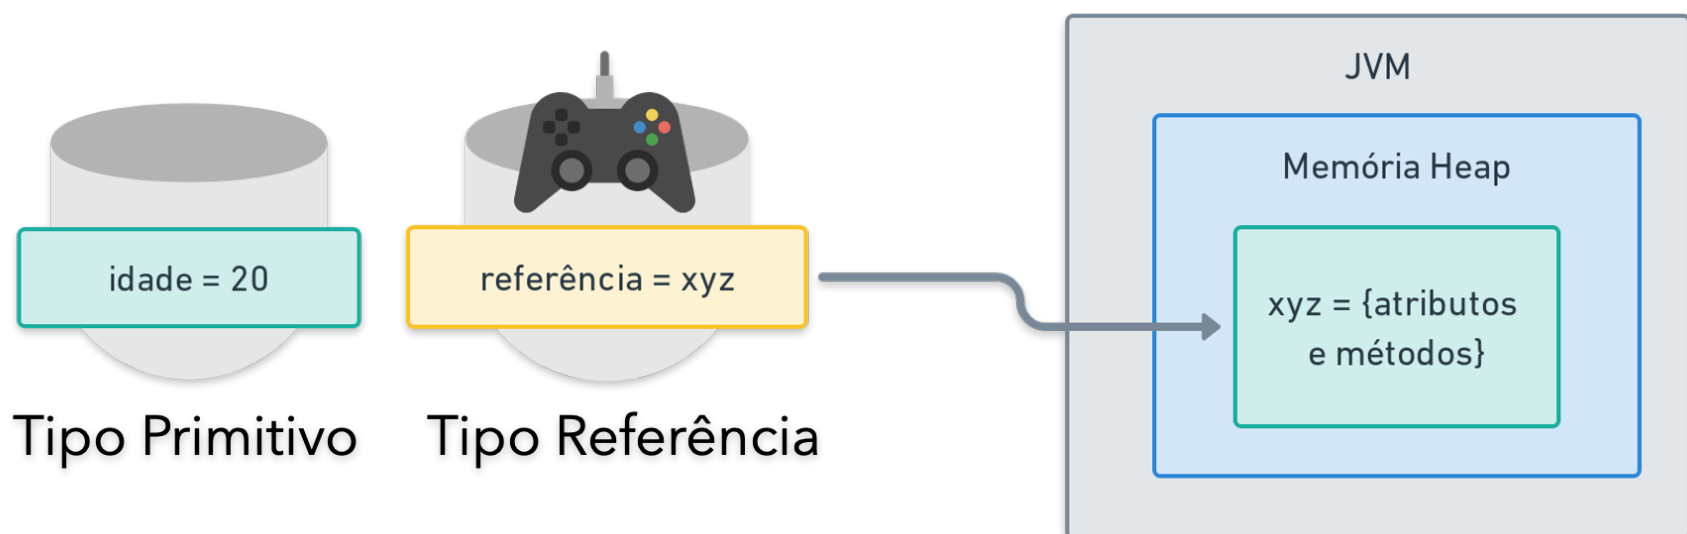 JVM
Memória Heap
idade = 20
referência = xyz
xyz = {atributos
e métodos}
Tipo Primitivo
Tipo Referência